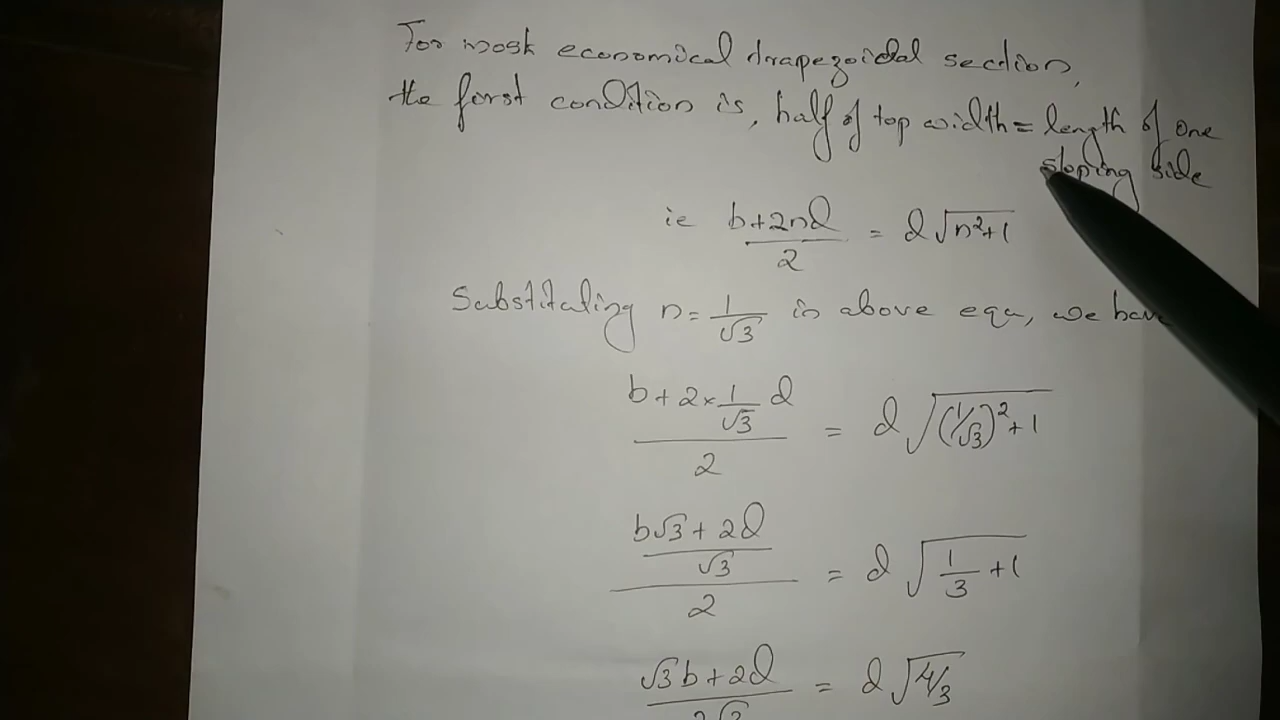 For most economical trapezoidal section,
the first condition is, half of top width = length of one
sloping side
ie (b+2nd)/2 = d√(n²+1)
Substituting n = 1/√3 in above equ, we have
(b + 2×(1/√3)d)/2 = d√((1/√3)²+1)
((b√3 + 2d)/√3)/2 = d√(1/3 + 1)
(√3b + 2d)/(2√3) = d√(4/3)